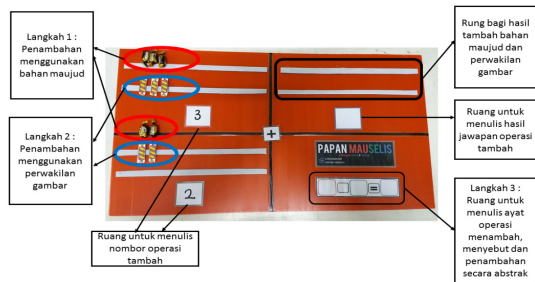 Langkah 1 :
Penambahan
menggunakan
bahan maujud
Langkah 2 :
Penambahan
menggunakan
perwakilan
gambar
Ruang untuk menulis
nombor operasi
tambah
3
2
+
PAPAN MAUSELIS
=
Rung bagi hasil
tambah bahan
maujud dan
perwakilan
gambar
Ruang untuk
menulis hasil
jawapan operasi
tambah
Langkah 3 :
Ruang untuk
menulis ayat
operasi
menambah,
menyebut dan
penambahan
secara abstrak